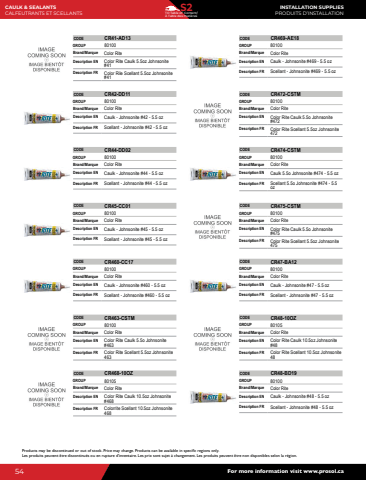 CAULK & SEALANTS
CALFEUTRANTS ET SCELLANTS
S2
INSTALLATION SUPPLIES
PRODUITS D'INSTALLATION
IMAGE
COMING SOON
IMAGE BIENTÔT
DISPONIBLE
CODE CR41-AD13
GROUP 80103
Brand/Marque Color Rite
Description EN Color Rite Caulk 5.5oz Johnsonite
#41
Description FR Color Rite Scellant 5.5oz Johnsonite
#41
CODE CR42-DD11
GROUP 80103
Brand/Marque Color Rite
Description EN Caulk - Johnsonite #42 - 5.5 oz
Description FR Scellant - Johnsonite #42 - 5.5 oz
CODE CR44-DD02
GROUP 80103
Brand/Marque Color Rite
Description EN Caulk - Johnsonite #44 - 5.5 oz
Description FR Scellant - Johnsonite #44 - 5.5 oz
CODE CR45-CC01
GROUP 80103
Brand/Marque Color Rite
Description EN Caulk - Johnsonite #45 - 5.5 oz
Description FR Scellant - Johnsonite #45 - 5.5 oz
CODE CR460-CC17
GROUP 80103
Brand/Marque Color Rite
Description EN Caulk - Johnsonite #460 - 5.5 oz
Description FR Scellant - Johnsonite #460 - 5.5 oz
IMAGE
COMING SOON
IMAGE BIENTÔT
DISPONIBLE
CODE CR463-CSTM
GROUP 80103
Brand/Marque Color Rite
Description EN Color Rite Caulk 5.5o Johnsonite
#463
Description FR Color Rite Scellant 5.5oz Johnsonite
463
IMAGE
COMING SOON
IMAGE BIENTÔT
DISPONIBLE
CODE CR468-10OZ
GROUP 80105
Brand/Marque Color Rite
Description EN Color Rite Caulk 10.5oz Johnsonite
#468
Description FR Colorrite Scellant 10.5oz Johnsonite
468
CODE CR469-AE18
GROUP 80103
Brand/Marque Color Rite
Description EN Caulk - Johnsonite #469 - 5.5 oz
Description FR Scellant - Johnsonite #469 - 5.5 oz
IMAGE
COMING SOON
IMAGE BIENTÔT
DISPONIBLE
CODE CR472-CSTM
GROUP 80103
Brand/Marque Color Rite
Description EN Color Rite Caulk 5.5o Johnsonite
#472
Description FR Color Rite Scellant 5.5oz Johnsonite
472
CODE CR474-CSTM
GROUP 80103
Brand/Marque Color Rite
Description EN Caulk 5.5o Johnsonite #474 - 5.5 oz
Description FR Scellant 5.5o Johnsonite #474 - 5.5
oz
IMAGE
COMING SOON
IMAGE BIENTÔT
DISPONIBLE
CODE CR475-CSTM
GROUP 80103
Brand/Marque Color Rite
Description EN Color Rite Caulk 5.5o Johnsonite
#475
Description FR Color Rite Scellant 5.5oz Johnsonite
475
CODE CR47-BA12
GROUP 80103
Brand/Marque Color Rite
Description EN Caulk - Johnsonite #47 - 5.5 oz
Description FR Scellant - Johnsonite #47 - 5.5 oz
IMAGE
COMING SOON
IMAGE BIENTÔT
DISPONIBLE
CODE CR48-10OZ
GROUP 80105
Brand/Marque Color Rite
Description EN Color Rite Caulk 10.5oz Johnsonite
#48
Description FR Color Rite Scellant 10.5oz Johnsonite
48
CODE CR48-BD19
GROUP 80103
Brand/Marque Color Rite
Description EN Caulk - Johnsonite #48 - 5.5 oz
Description FR Scellant - Johnsonite #48 - 5.5 oz
Products may be discontinued or out of stock. Price may change. Products can be available in specific regions only.
Les produits peuvent être discontinués ou en rupture d'inventaire. Les prix sont sujets à changement. Les produits peuvent être non disponibles selon la région.
54
For more information visit www.prosol.ca